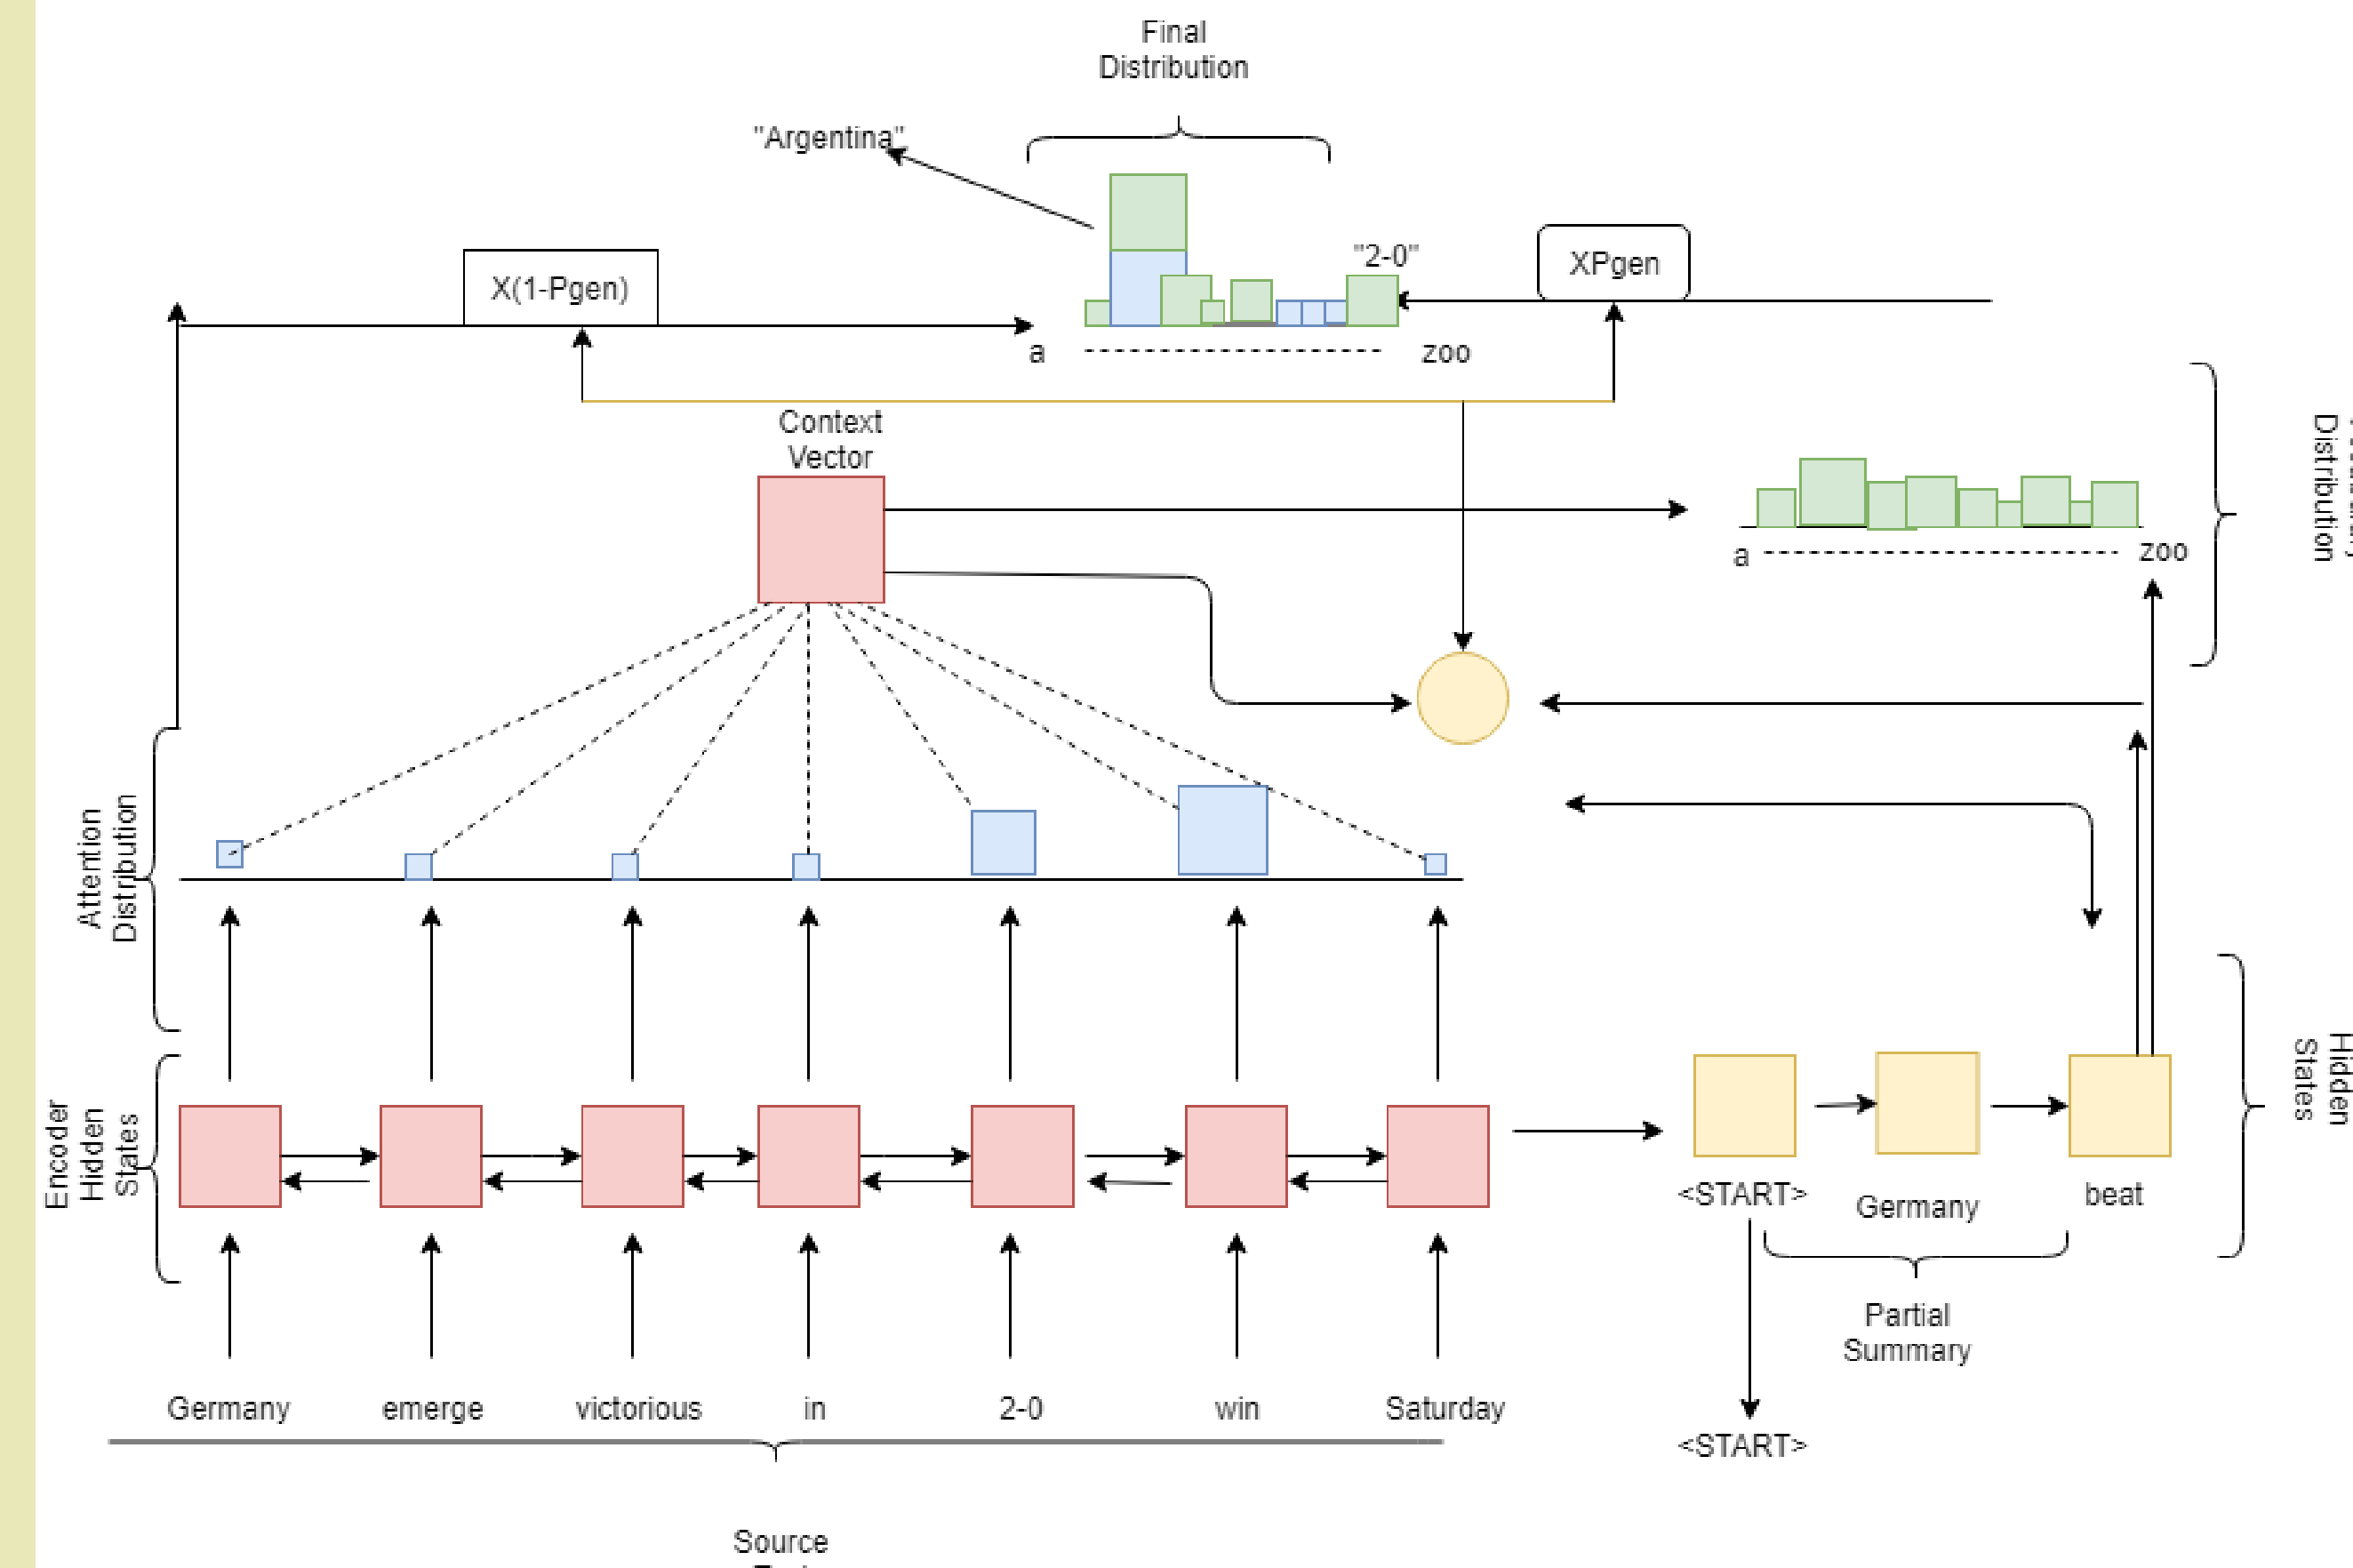 Final
Distribution
"Argentina"
"2-0"
XPgen
X(1-Pgen)
a
zoo
Context
Vector
Distribution
a
zoo
Attention
Distribution
Encoder
Hidden
States
Hidden
States
<START>
Germany
beat
Partial
Summary
Germany
emerge
victorious
in
2-0
win
Saturday
<START>
Source